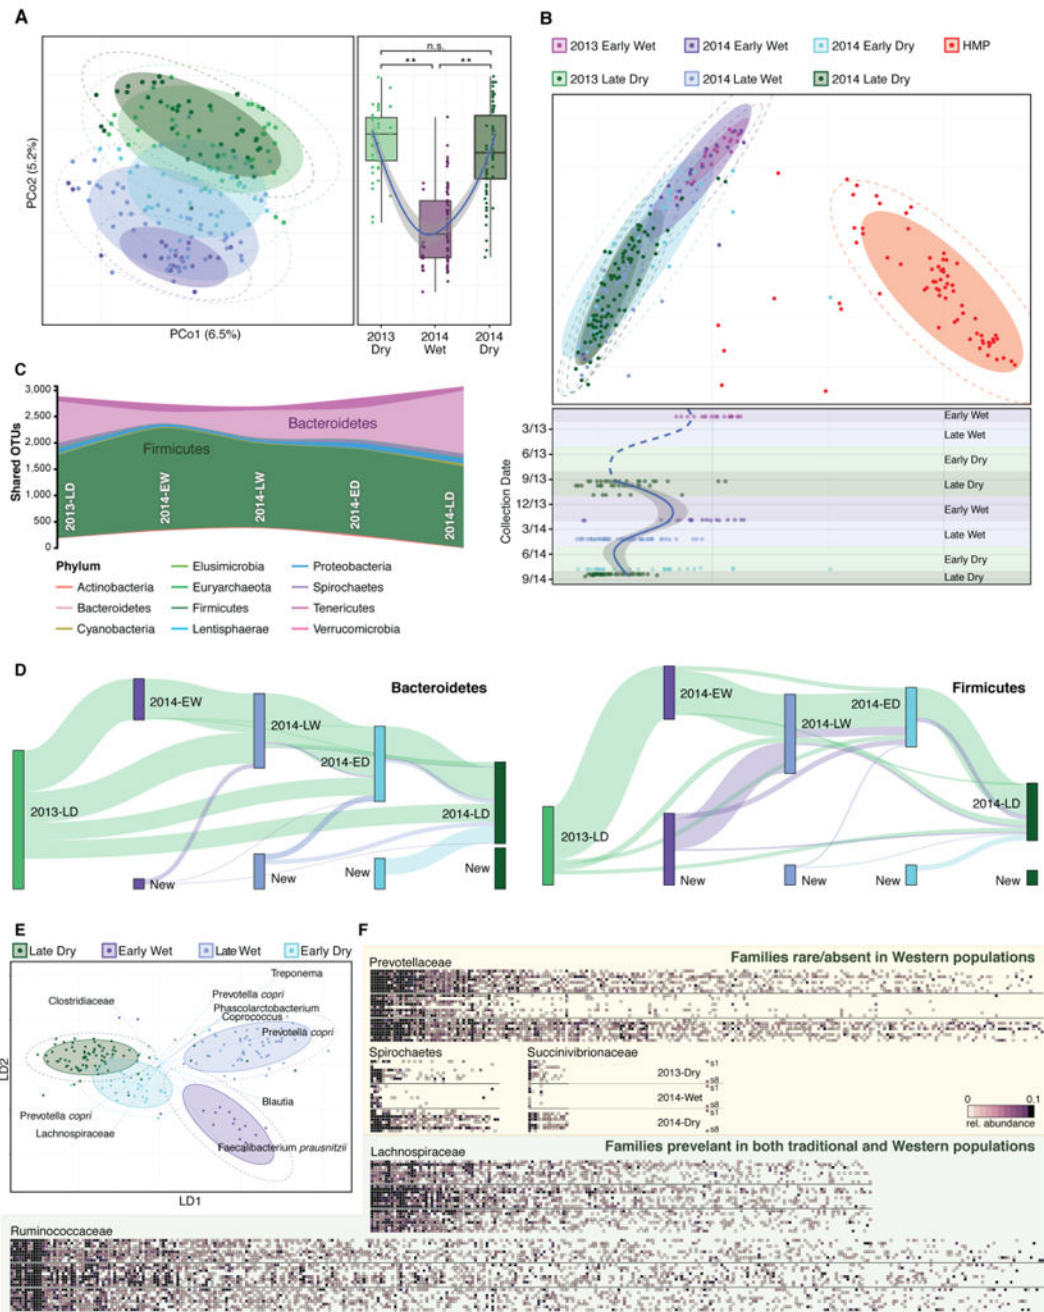 A
n.s.
**
**
PCo2 (5.2%)
PCo1 (6.5%)
2013 Dry
2014 Wet
2014 Dry
B
2013 Early Wet
2014 Early Wet
2014 Early Dry
HMP
2013 Late Dry
2014 Late Wet
2014 Late Dry
Collection Date
3/13
6/13
9/13
12/13
3/14
6/14
9/14
Early Wet
Late Wet
Early Dry
Late Dry
Early Wet
Late Wet
Early Dry
Late Dry
C
Shared OTUs
3,000
2,500
2,000
1,500
1,000
500
0
Bacteroidetes
Firmicutes
2013-LD
2014-EW
2014-LW
2014-ED
2014-LD
Phylum
Actinobacteria
Bacteroidetes
Cyanobacteria
Elusimicrobia
Euryarchaeota
Firmicutes
Lentisphaerae
Proteobacteria
Spirochaetes
Tenericutes
Verrucomicrobia
D
Bacteroidetes
2013-LD
2014-EW
2014-LW
2014-ED
2014-LD
New
New
New
New
Firmicutes
2013-LD
2014-EW
2014-LW
2014-ED
2014-LD
New
New
New
New
E
Late Dry
Early Wet
Late Wet
Early Dry
Treponema
Prevotella copri
Phascolarctobacterium
Coprococcus
Prevotella copri
Clostridiaceae
Prevotella copri
Lachnospiraceae
Blautia
Faecalibacterium prausnitzii
LD2
LD1
F
Families rare/absent in Western populations
Prevotellaceae
Spirochaetes
Succinivibrionaceae
2013-Dry
2014-Wet
2014-Dry
s1
s8
s1
s8
s1
s8
0
0.1
rel. abundance
Families prevelant in both traditional and Western populations
Lachnospiraceae
Ruminococcaceae